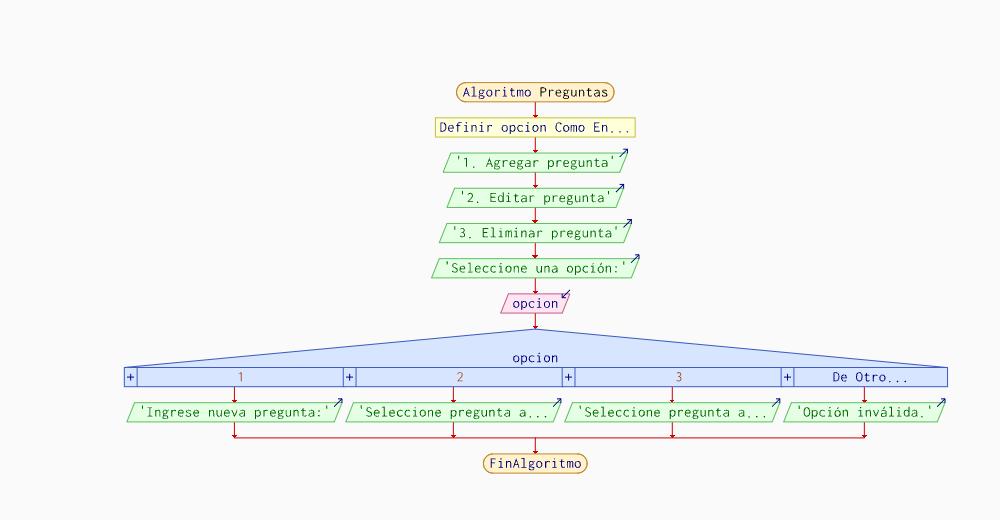 Algoritmo Preguntas
Definir opcion Como En...
'1. Agregar pregunta'
'2. Editar pregunta'
'3. Eliminar pregunta'
'Seleccione una opción:'
opcion
opcion
+ 1 + 2 + 3 + De Otro...
'Ingrese nueva pregunta:' 'Seleccione pregunta a... 'Seleccione pregunta a... 'Opción inválida.'
FinAlgoritmo